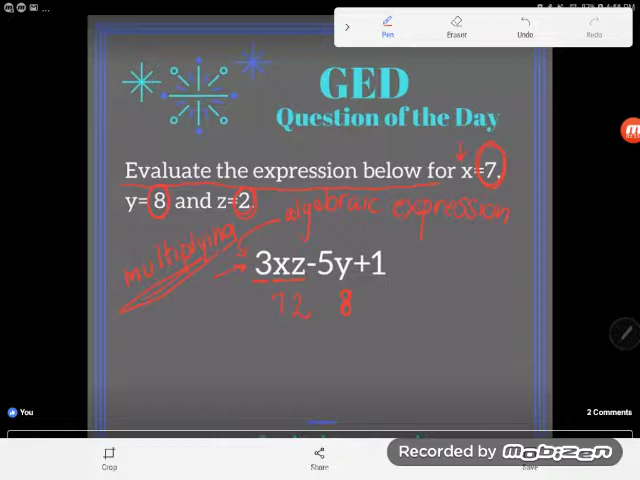 Pen
Eraser
Undo
Redo
GED
Question of the Day
Evaluate the expression below for x=7,
y=8 and z=2.
algebraic expression
multiplying
3xz-5y+1
72 8
You
2 Comments
Crop
Share
Save
Recorded by Mobizen